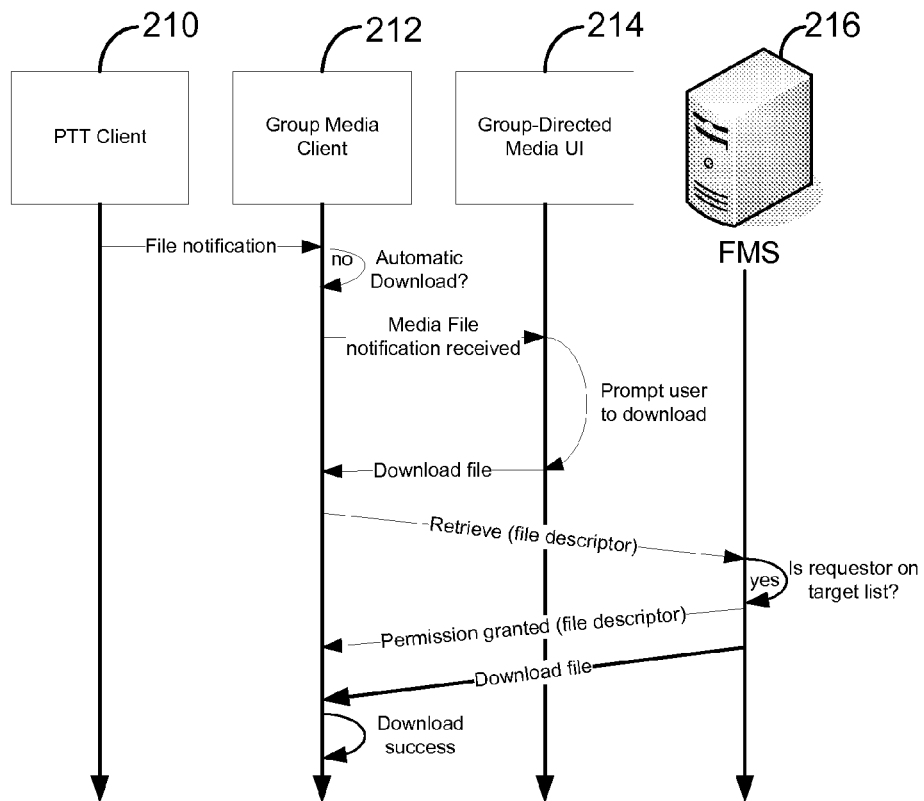 210
212
214
216
PTT Client
Group Media
Client
Group-Directed
Media UI
FMS
File notification
no
Automatic
Download?
Media File
notification received
Prompt user
to download
Download file
Retrieve (file descriptor)
Is requestor on
target list?
yes
Permission granted (file descriptor)
Download file
Download
success